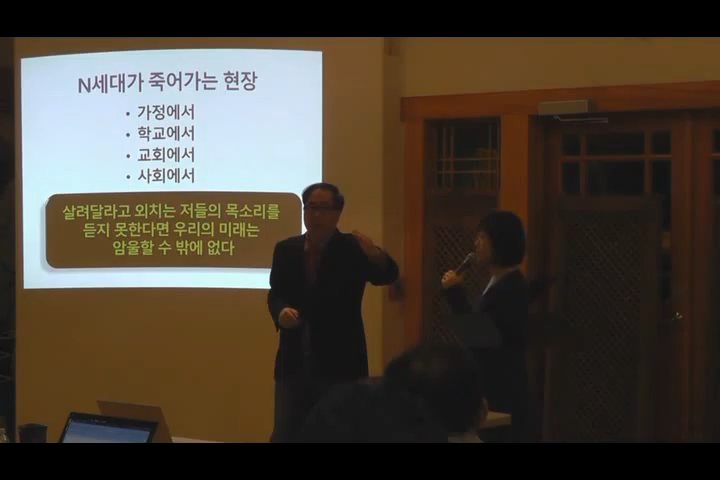 N세대가 죽어가는 현장
• 가정에서
• 학교에서
• 교회에서
• 사회에서
살려달라고 외치는 저들의 목소리를
듣지 못한다면 우리의 미래는
암울할 수 밖에 없다